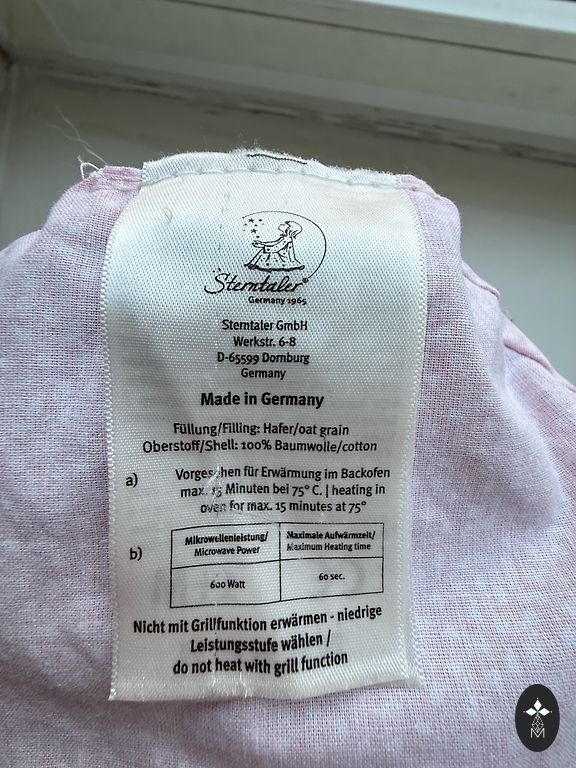 Sterntaler®
Germany 1965
Sterntaler GmbH
Werkstr. 6-8
D-65599 Dornburg
Germany
Made in Germany
Füllung/Filling: Hafer/oat grain
Oberstoff/Shell: 100% Baumwolle/cotton
a) Vorgesehen für Erwärmung im Backofen
max. 15 Minuten bei 75° C. | heating in
oven for max. 15 minutes at 75°
b) Mikrowellenleistung/ Maximale Aufwärmzeit/
Microwave Power Maximum Heating time
600 Watt 60 sec.
Nicht mit Grillfunktion erwärmen - niedrige
Leistungsstufe wählen /
do not heat with grill function
M